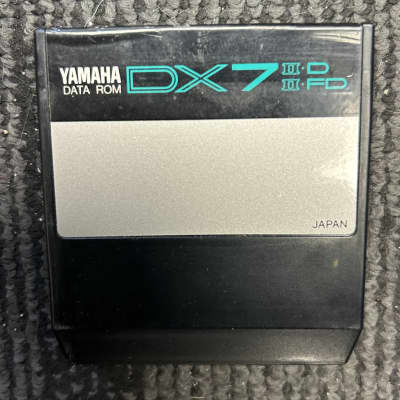 YAMAHA DX7 II·D
DATA ROM II·FD
JAPAN